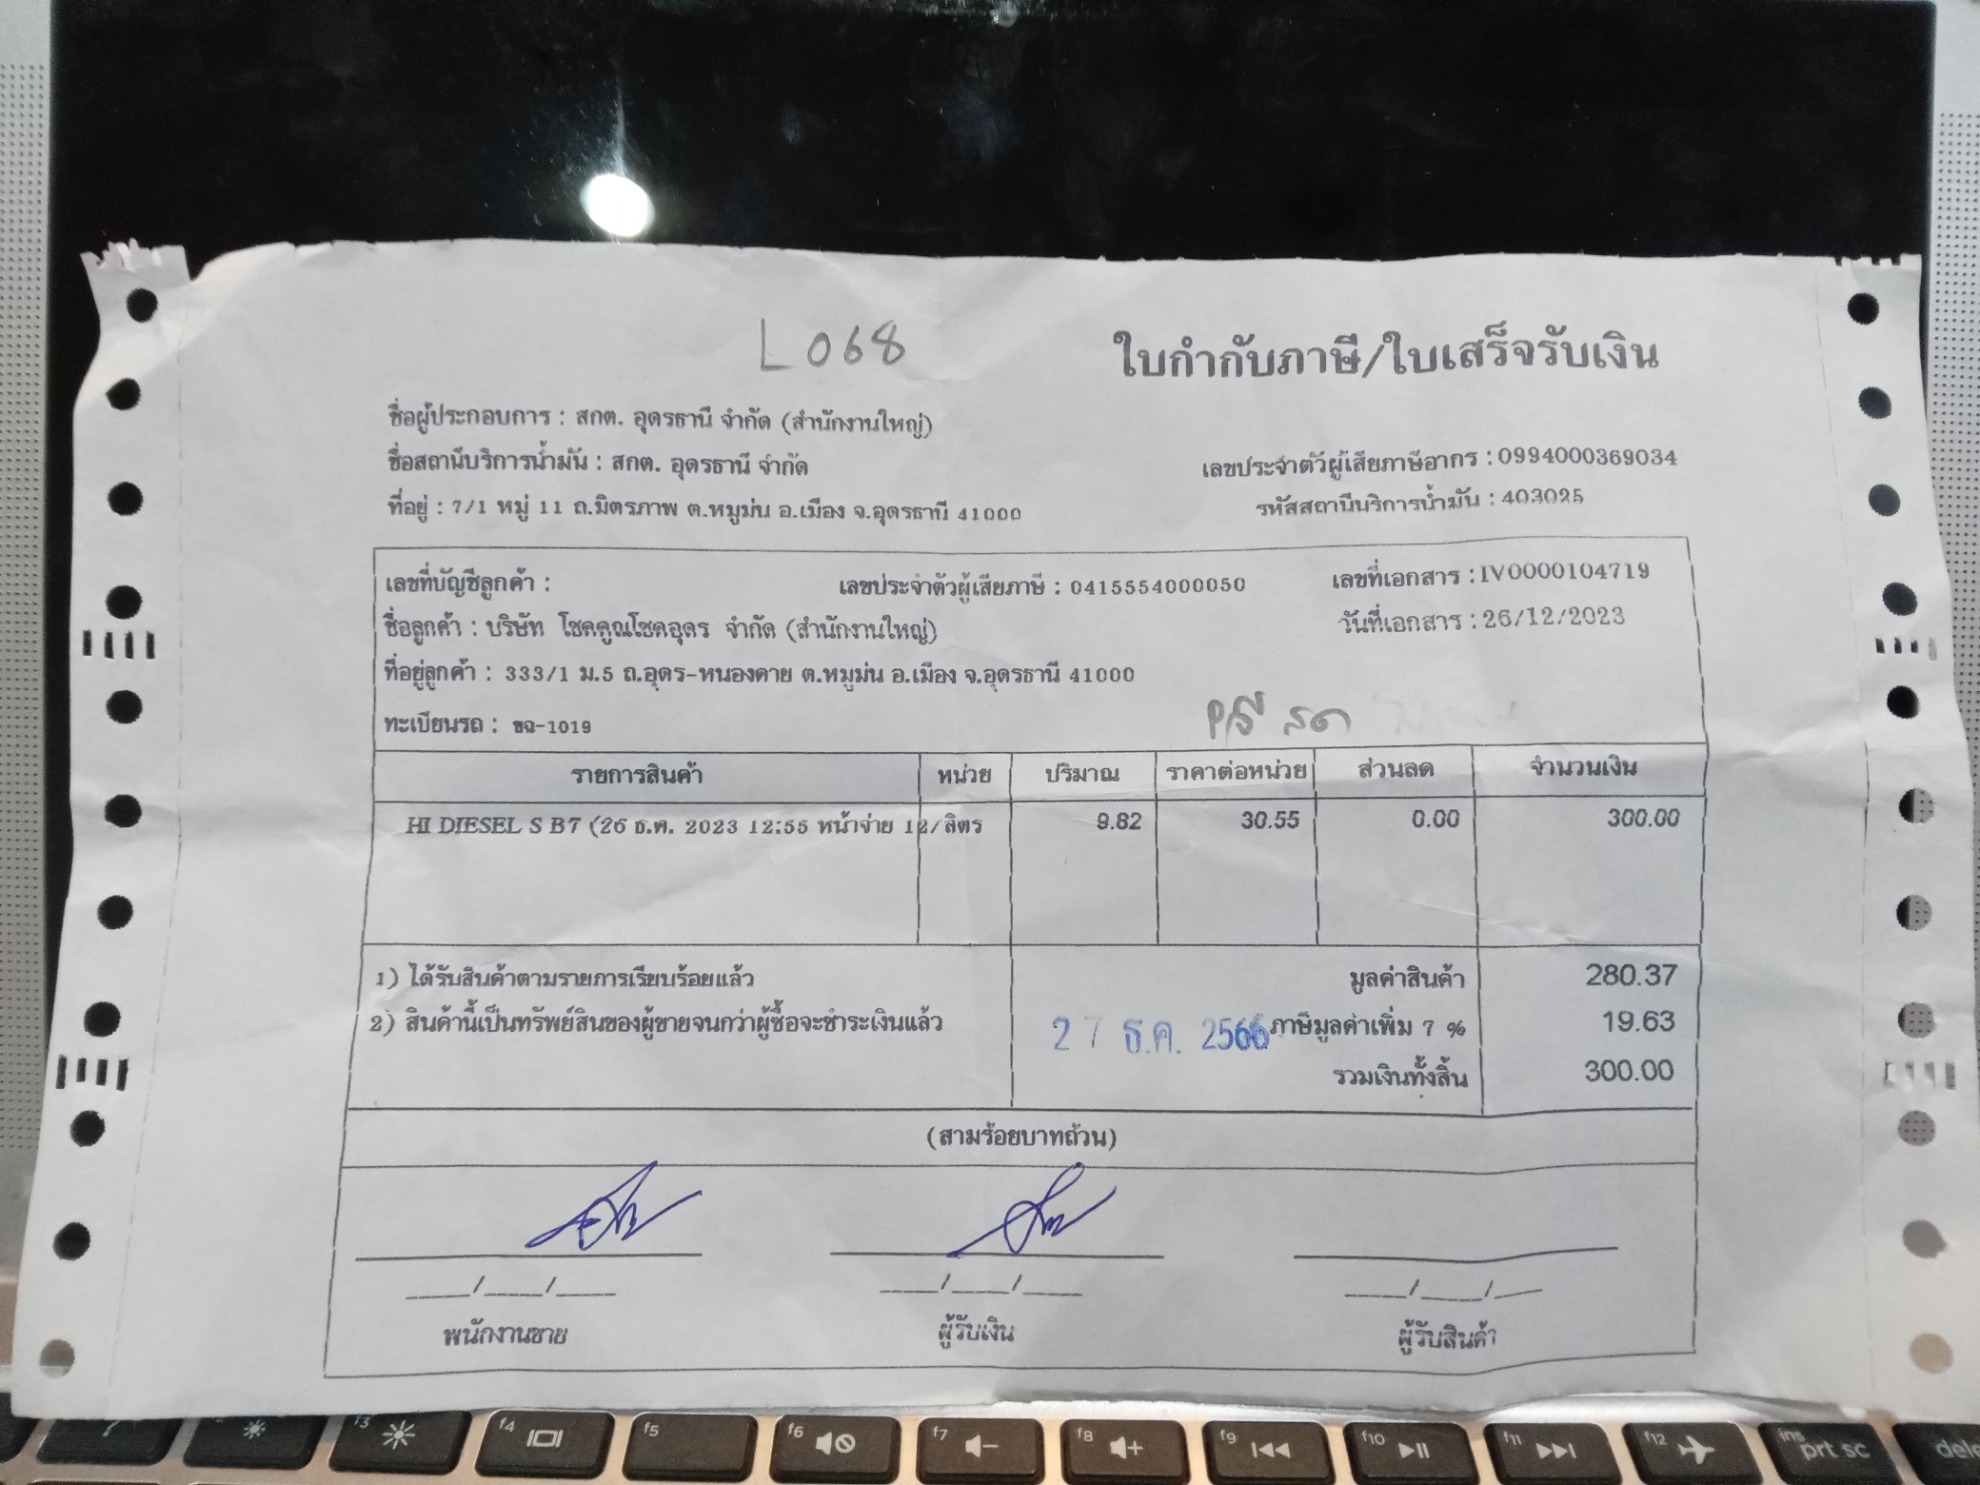 L068
ใบกำกับภาษี/ใบเสร็จรับเงิน
ชื่อผู้ประกอบการ : สกต. อุดรธานี จำกัด (สำนักงานใหญ่)
ชื่อสถานีบริการน้ำมัน : สกต. อุดรธานี จำกัด
เลขประจำตัวผู้เสียภาษีอากร : 0994000369034
ที่อยู่ : 7/1 หมู่ 11 ถ.มิตรภาพ ต.หมูม่น อ.เมือง จ.อุดรธานี 41000
รหัสสถานีบริการน้ำมัน : 403025
เลขที่บัญชีลูกค้า : เลขประจำตัวผู้เสียภาษี : 0415554000050 เลขที่เอกสาร : IV0000104719
ชื่อลูกค้า : บริษัท โชคคูณโชคอุดร จำกัด (สำนักงานใหญ่) วันที่เอกสาร : 26/12/2023
ที่อยู่ลูกค้า : 333/1 ม.5 ถ.อุดร-หนองคาย ต.หมูม่น อ.เมือง จ.อุดรธานี 41000
ทะเบียนรถ : ขฉ-1019 สด
รายการสินค้า หน่วย ปริมาณ ราคาต่อหน่วย ส่วนลด จำนวนเงิน
HI DIESEL S B7 (26 ธ.ค. 2023 12:55 หน้าจ่าย 12/ลิตร 9.82 30.55 0.00 300.00
1) ได้รับสินค้าตามรายการเรียบร้อยแล้ว มูลค่าสินค้า 280.37
2) สินค้านี้เป็นทรัพย์สินของผู้ขายจนกว่าผู้ซื้อจะชำระเงินแล้ว 27 ธ.ค. 2566 ภาษีมูลค่าเพิ่ม 7 % 19.63
รวมเงินทั้งสิ้น 300.00
(สามร้อยบาทถ้วน)
____/____/____ ____/____/____ ____/____/____
พนักงานขาย ผู้รับเงิน ผู้รับสินค้า
f3 f4 f5 f6 f7 f8 f9 f10 f11 f12 ins
prt sc